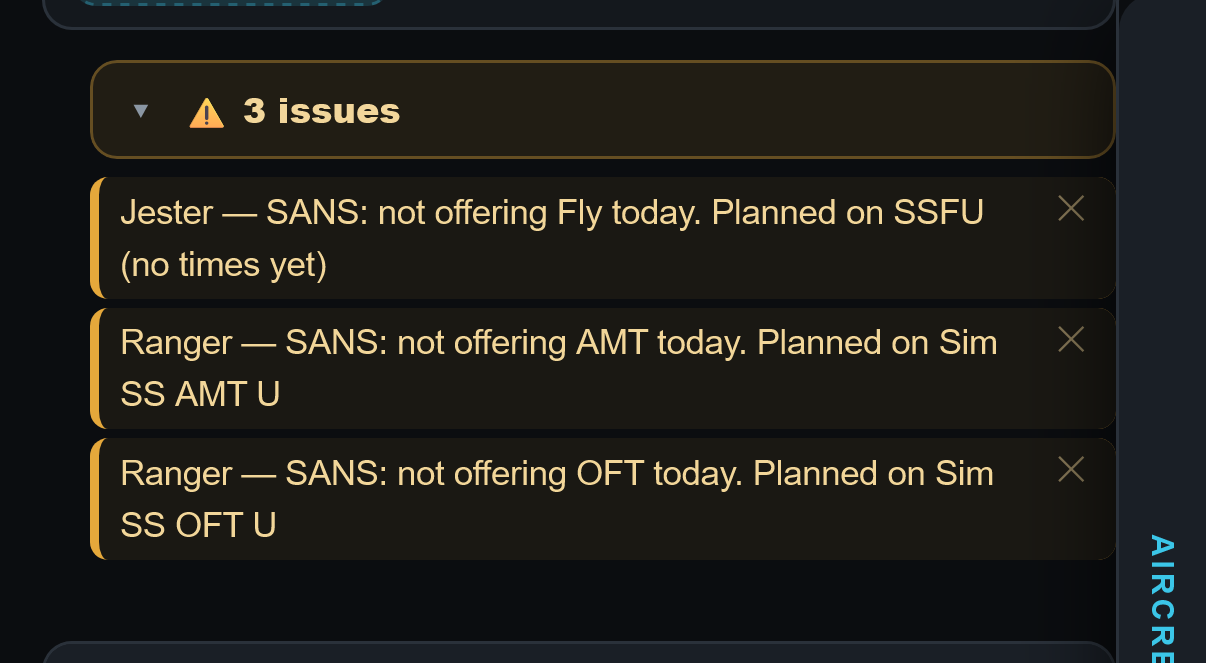 3 issues
Jester — SANS: not offering Fly today. Planned on SSFU
(no times yet)
Ranger — SANS: not offering AMT today. Planned on Sim
SS AMT U
Ranger — SANS: not offering OFT today. Planned on Sim
SS OFT U
AIRCRE